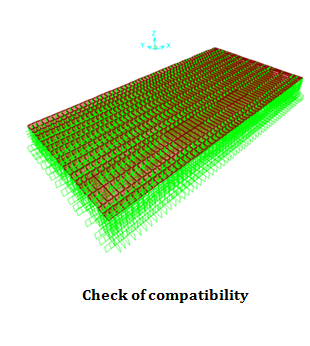 Z
Y X
Check of compatibility